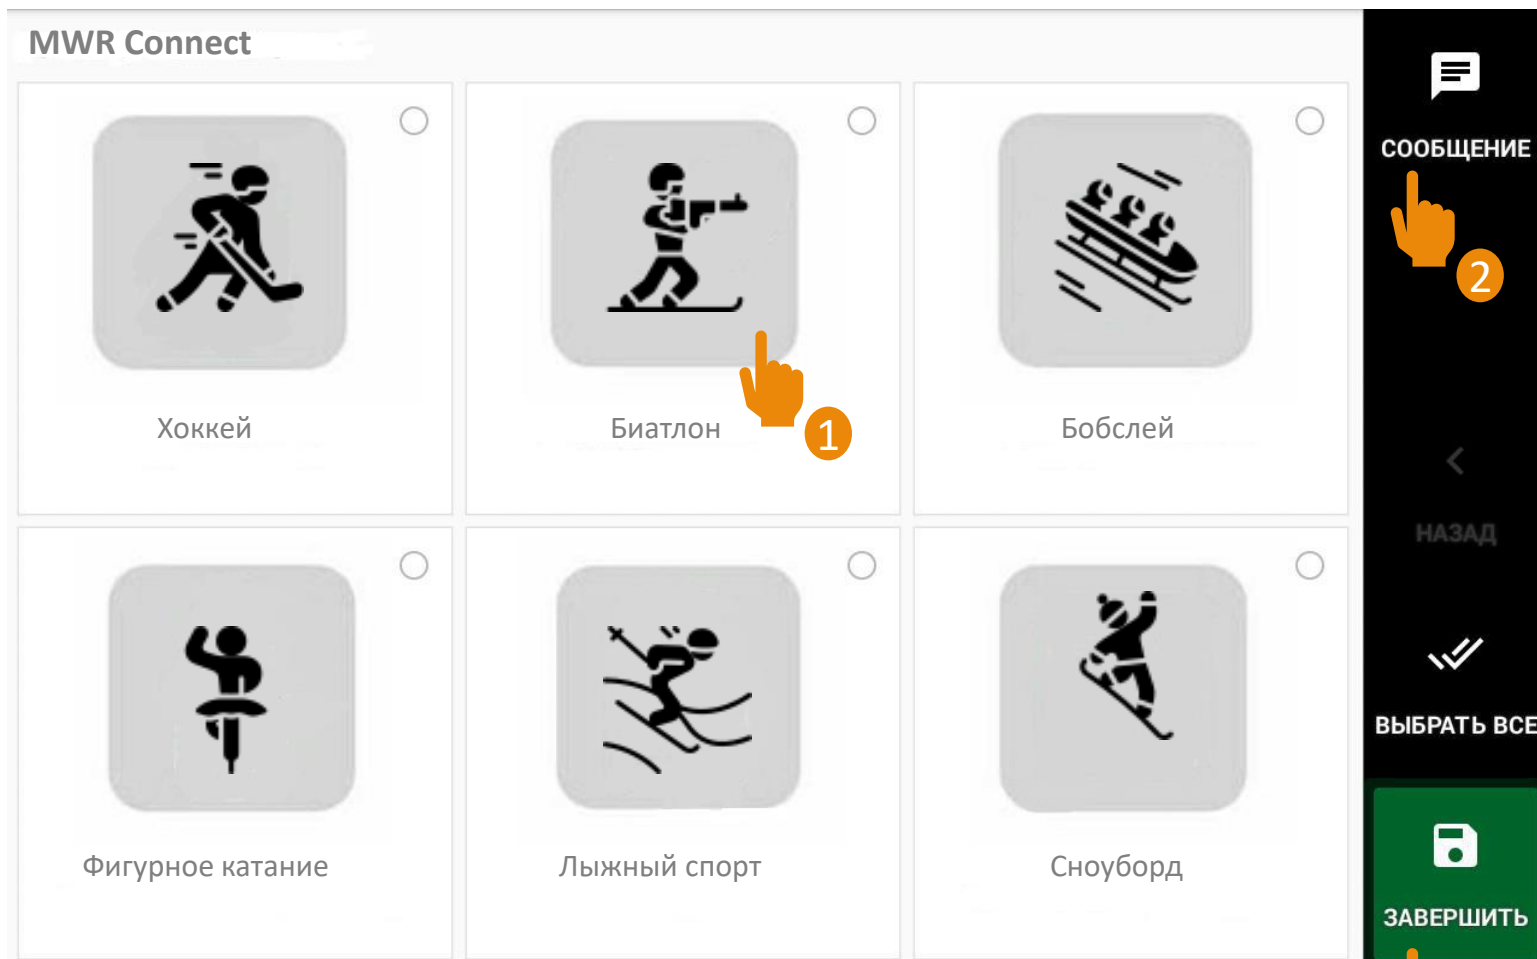 MWR Connect
СООБЩЕНИЕ
2
Хоккей
Биатлон
1
Бобслей
НАЗАД
ВЫБРАТЬ ВСЕ
Фигурное катание
Лыжный спорт
Сноуборд
ЗАВЕРШИТЬ